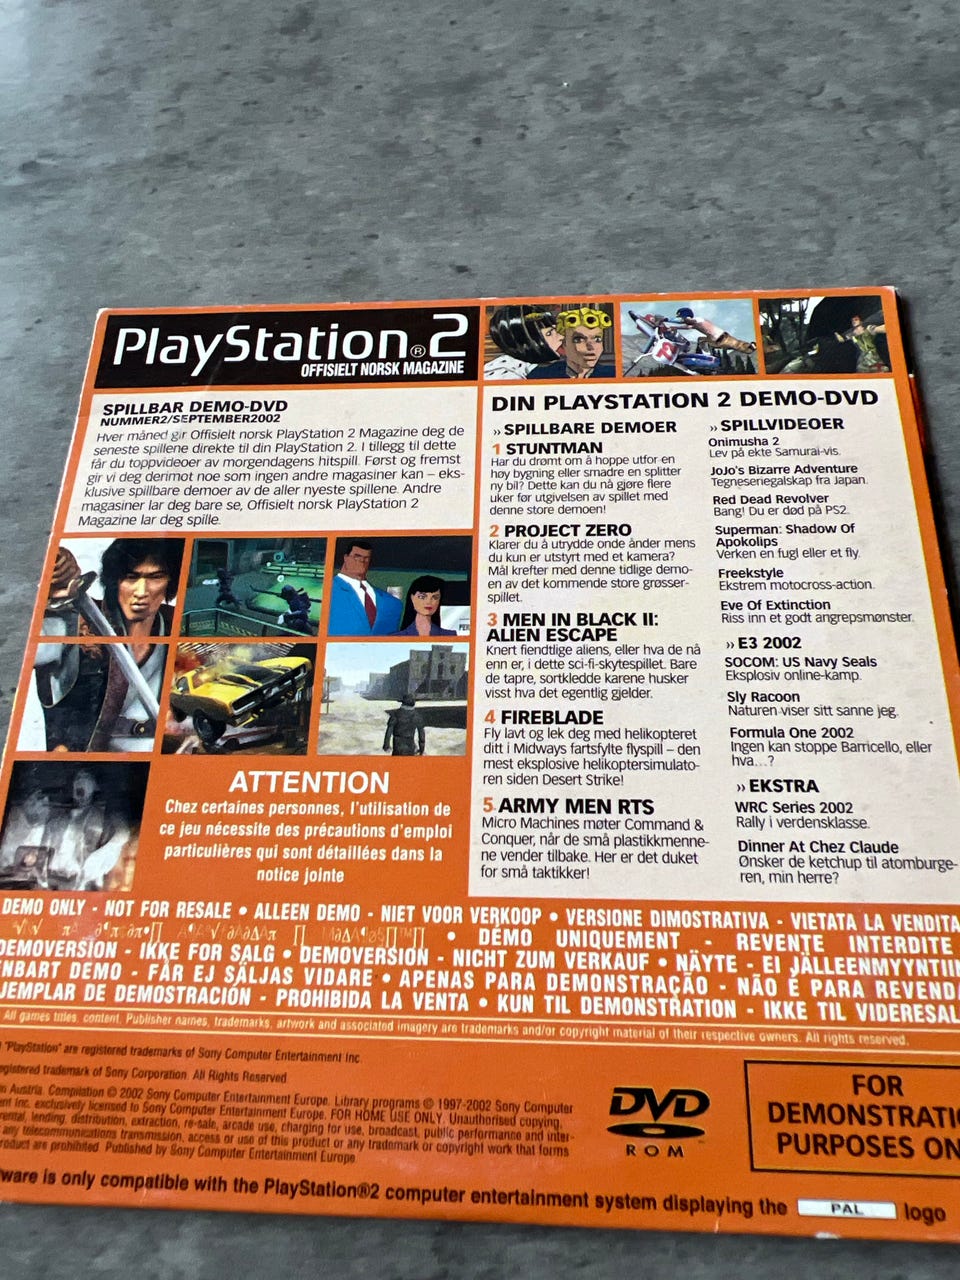 PlayStation®2
OFFISIELT NORSK MAGAZINE
SPILLBAR DEMO-DVD
NUMMER2/SEPTEMBER2002
Hver måned gir Offisielt norsk PlayStation 2 Magazine deg de
seneste spillene direkte til din PlayStation 2. I tillegg til dette
får du toppvideoer av morgendagens hitspill. Først og fremst
gir vi deg derimot noe som ingen andre magasiner kan – eks-
klusive spillbare demoer av de aller nyeste spillene. Andre
magasiner lar deg bare se, Offisielt norsk PlayStation 2
Magazine lar deg spille.
ATTENTION
Chez certaines personnes, l'utilisation de
ce jeu nécessite des précautions d'emploi
particulières qui sont détaillées dans la
notice jointe
DIN PLAYSTATION 2 DEMO-DVD
›› SPILLBARE DEMOER
1 STUNTMAN
Har du drømt om å hoppe utfor en
høy bygning eller smadre en splitter
ny bil? Dette kan du nå gjøre flere
uker før utgivelsen av spillet med
denne store demoen!
2 PROJECT ZERO
Klarer du å utrydde onde ånder mens
du kun er utstyrt med et kamera?
Mål krefter med denne tidlige demo-
en av det kommende store grøsser-
spillet.
3 MEN IN BLACK II:
ALIEN ESCAPE
Knert fiendtlige aliens, eller hva de nå
enn er, i dette sci-fi-skytespillet. Bare
de tapre, sortkledde karene husker
visst hva det egentlig gjelder.
4 FIREBLADE
Fly lavt og lek deg med helikopteret
ditt i Midways fartsfylte flyspill – den
mest eksplosive helikoptersimulato-
ren siden Desert Strike!
5 ARMY MEN RTS
Micro Machines møter Command &
Conquer, når de små plastikkmenne-
ne vender tilbake. Her er det duket
for små taktikker!
›› SPILLVIDEOER
Onimusha 2
Lev på ekte Samurai-vis.
JoJo's Bizarre Adventure
Tegneseriegalskap fra Japan.
Red Dead Revolver
Bang! Du er død på PS2.
Superman: Shadow Of
Apokolips
Verken en fugl eller et fly.
Freekstyle
Ekstrem motocross-action.
Eve Of Extinction
Riss inn et godt angrepsmønster.
›› E3 2002
SOCOM: US Navy Seals
Eksplosiv online-kamp.
Sly Racoon
Naturen viser sitt sanne jeg.
Formula One 2002
Ingen kan stoppe Barricello, eller
hva...?
›› EKSTRA
WRC Series 2002
Rally i verdensklasse.
Dinner At Chez Claude
Ønsker de ketchup til atomburge-
ren, min herre?
DEMO ONLY - NOT FOR RESALE • ALLEEN DEMO - NIET VOOR VERKOOP • VERSIONE DIMOSTRATIVA - VIETATA LA VENDITA
• DÉMO UNIQUEMENT - REVENTE INTERDITE
DEMOVERSION - IKKE FOR SALG • DEMOVERSION - NICHT ZUM VERKAUF • NÄYTE - EI JÄLLEENMYYNTIIN
ENBART DEMO - FÅR EJ SÄLJAS VIDARE • APENAS PARA DEMONSTRAÇÃO - NÃO É PARA REVENDA
JEMPLAR DE DEMOSTRACIÓN - PROHIBIDA LA VENTA • KUN TIL DEMONSTRATION - IKKE TIL VIDERESAL
All games titles, content, Publisher names, trademarks, artwork and associated imagery are trademarks and/or copyright material of their respective owners. All rights reserved.
"PlayStation" are registered trademarks of Sony Computer Entertainment Inc.
registered trademark of Sony Corporation. All Rights Reserved.
Austria. Compilation © 2002 Sony Computer Entertainment Europe. Library programs © 1997-2002 Sony Computer
Inc. exclusively licensed to Sony Computer Entertainment Europe. FOR HOME USE ONLY. Unauthorised copying,
rental, lending, distribution, extraction, re-sale, arcade use, charging for use, broadcast, public performance and inter-
any telecommunications transmission, access or use of this product or any trademark or copyright work that forms
product are prohibited. Published by Sony Computer Entertainment Europe.
DVD
ROM
FOR
DEMONSTRATIO
PURPOSES ON
ware is only compatible with the PlayStation®2 computer entertainment system displaying the PAL logo